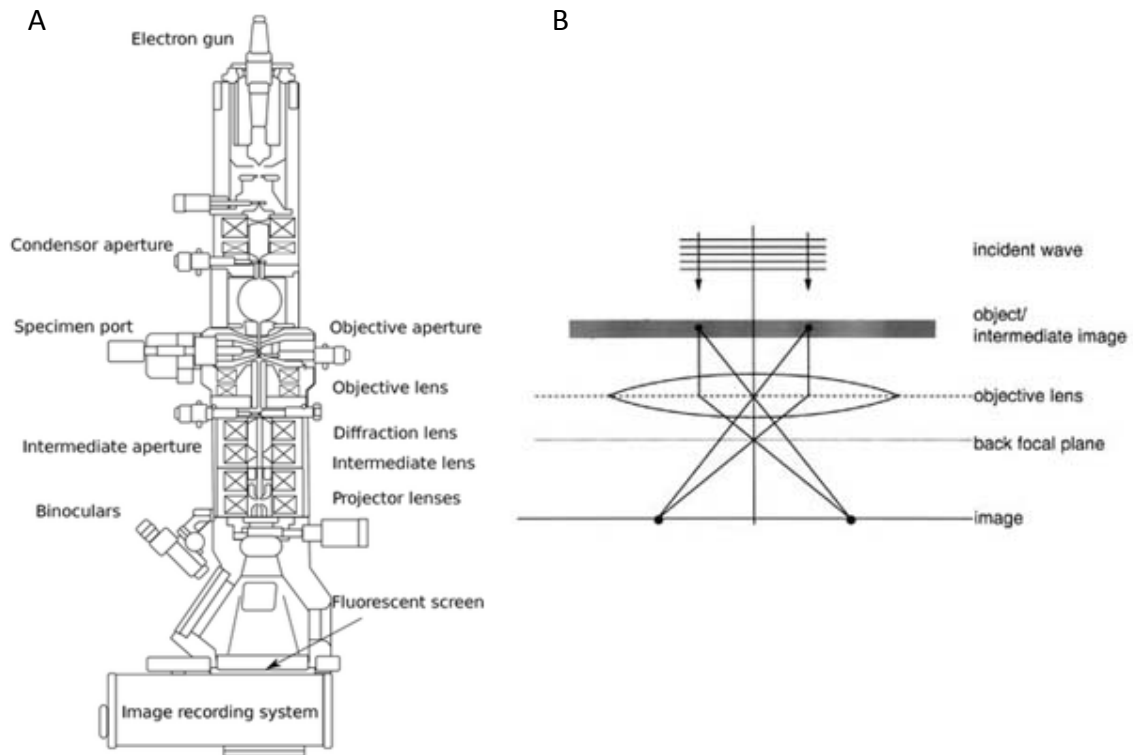 A
Electron gun
Condensor aperture
Specimen port
Objective aperture
Objective lens
Intermediate aperture
Diffraction lens
Intermediate lens
Projector lenses
Binoculars
Fluorescent screen
Image recording system
B
incident wave
object/
intermediate image
objective lens
back focal plane
image